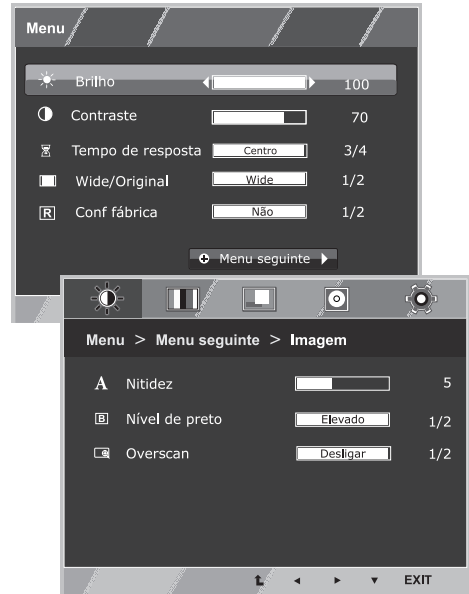 Menu
Brilho 100
Contraste 70
Tempo de resposta Centro 3/4
Wide/Original Wide 1/2
R Conf fábrica Não 1/2
Menu seguinte
Menu > Menu seguinte > Imagem
A Nitidez 5
B Nível de preto Elevado 1/2
Overscan Desligar 1/2
EXIT